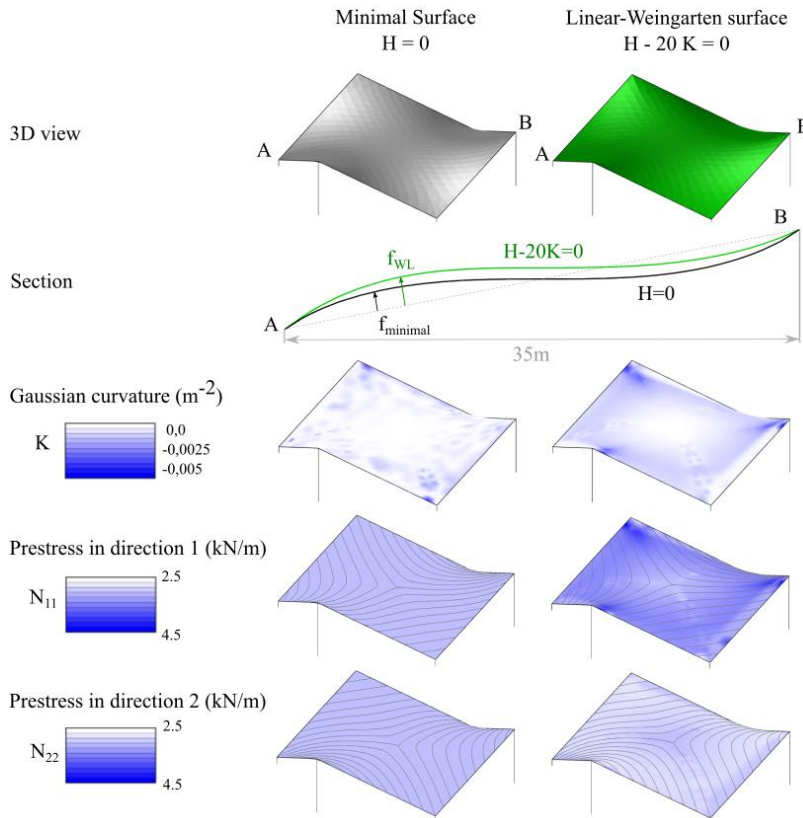 Minimal Surface
H = 0
Linear-Weingarten surface
H - 20 K = 0
3D view
A
B
A
B
Section
A
B
f_WL
H-20K=0
f_minimal
H=0
35m
Gaussian curvature (m⁻²)
K
0,0
-0,0025
-0,005
Prestress in direction 1 (kN/m)
N₁₁
2.5
4.5
Prestress in direction 2 (kN/m)
N₂₂
2.5
4.5